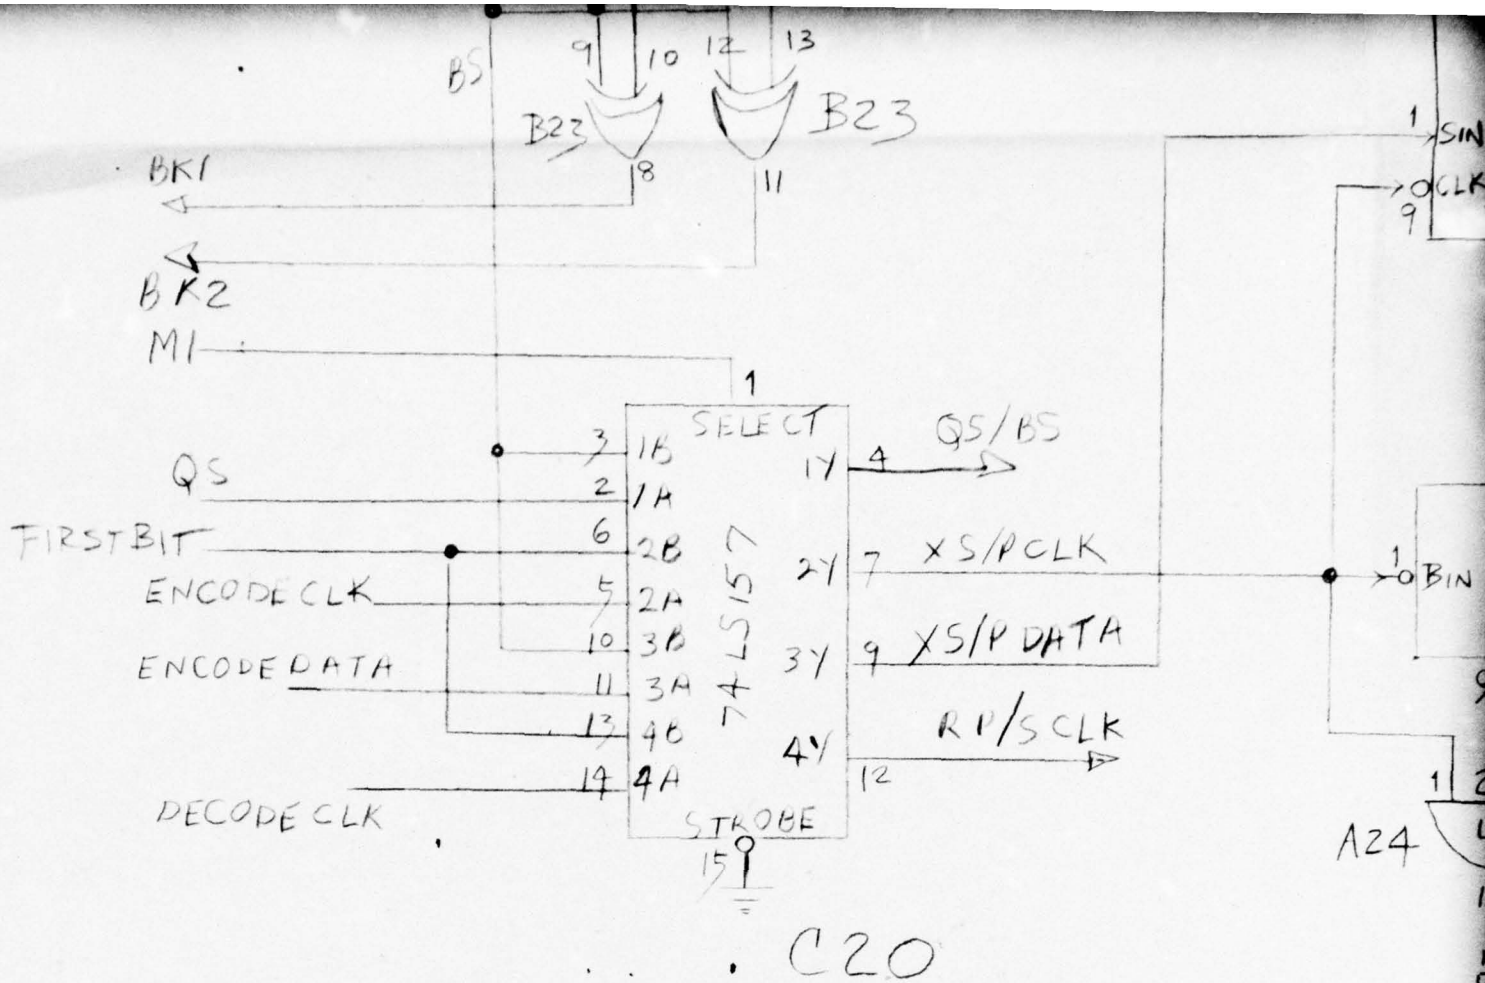 9 10 12 13
BS
B23 B23
1 SIN
BK1 8 11
CLK
9
BK2
M1
1
SELECT
3 1B
1Y 4 QS/BS
QS 2 1A
FIRSTBIT 6 2B
2Y 7 XS/PCLK
1 BIN
ENCODECLK 5 2A
10 3B
3Y 9 XS/PDATA
ENCODEDATA 11 3A
74LS157
13 4B
4Y 12 RP/SCLK
14 4A
DECODECLK
1 2
STROBE
15
A24
C20